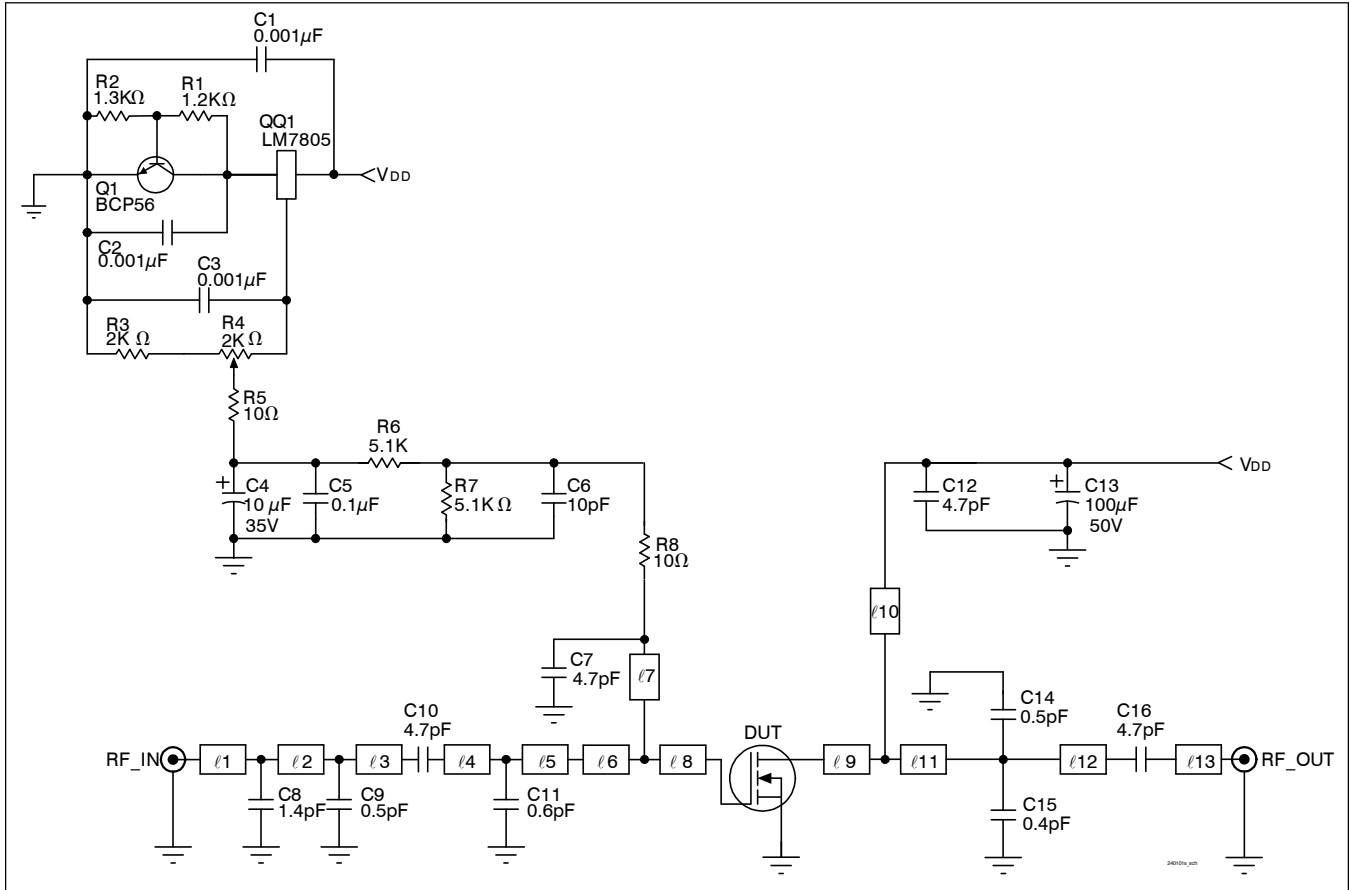 C1
0.001μF
R2
1.3KΩ
R1
1.2KΩ
QQ1
LM7805
VDD
Q1
BCP56
C2
0.001μF
C3
0.001μF
R3
2K Ω
R4
2K Ω
R5
10Ω
R6
5.1K
C4
10 μF
35V
C5
0.1μF
R7
5.1K Ω
C6
10pF
R8
10Ω
VDD
C12
4.7pF
C13
100μF
50V
ℓ10
C7
4.7pF
ℓ7
C14
0.5pF
C10
4.7pF
C16
4.7pF
DUT
RF_IN
ℓ1
ℓ2
ℓ3
ℓ4
ℓ5
ℓ6
ℓ 8
ℓ 9
ℓ11
ℓ12
ℓ13
RF_OUT
C8
1.4pF
C9
0.5pF
C11
0.6pF
C15
0.4pF
240101s_sch